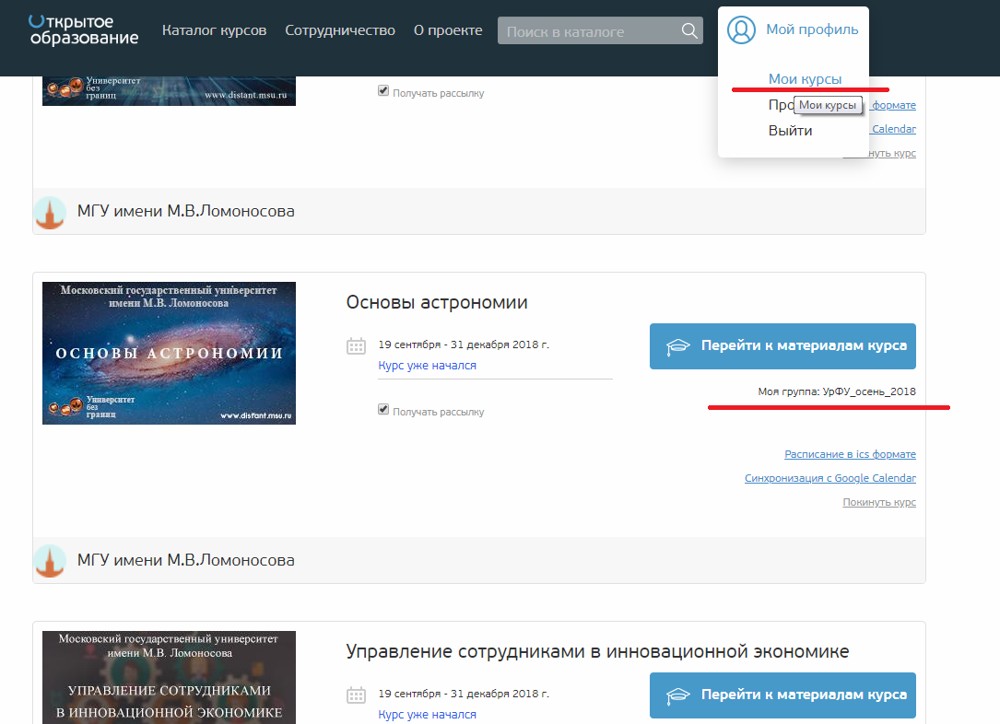 Открытое образование
Каталог курсов
Сотрудничество
О проекте
Поиск в каталоге
Мой профиль
Мои курсы
Про
Мои курсы
Выйти
Университет
без
границ
www.distant.msu.ru
Получать рассылку
формате
Calendar
нуть курс
МГУ имени М.В.Ломоносова
Московский государственный университет
имени М.В. Ломоносова
ОСНОВЫ АСТРОНОМИИ
Университет
без
границ
www.distant.msu.ru
Основы астрономии
19 сентября - 31 декабря 2018 г.
Курс уже начался
Получать рассылку
Перейти к материалам курса
Моя группа: УрФУ_осень_2018
Расписание в ics формате
Синхронизация с Google Calendar
Покинуть курс
МГУ имени М.В.Ломоносова
Московский государственный университет
имени М.В. Ломоносова
УПРАВЛЕНИЕ СОТРУДНИКАМИ
В ИННОВАЦИОННОЙ ЭКОНОМИКЕ
Управление сотрудниками в инновационной экономике
19 сентября - 31 декабря 2018 г.
Курс уже начался
Перейти к материалам курса